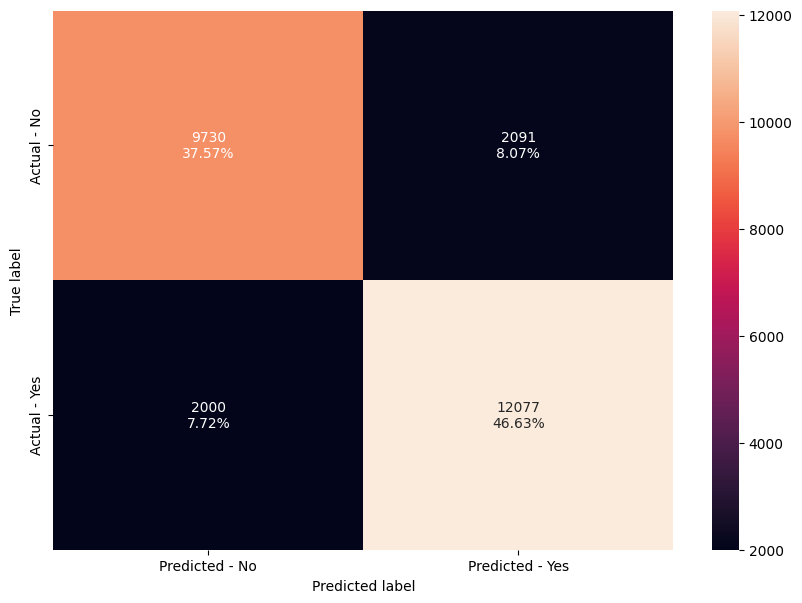 Actual - No
9730
37.57%
2091
8.07%
True label
Actual - Yes
2000
7.72%
12077
46.63%
Predicted - No
Predicted - Yes
Predicted label
12000
10000
8000
6000
4000
2000